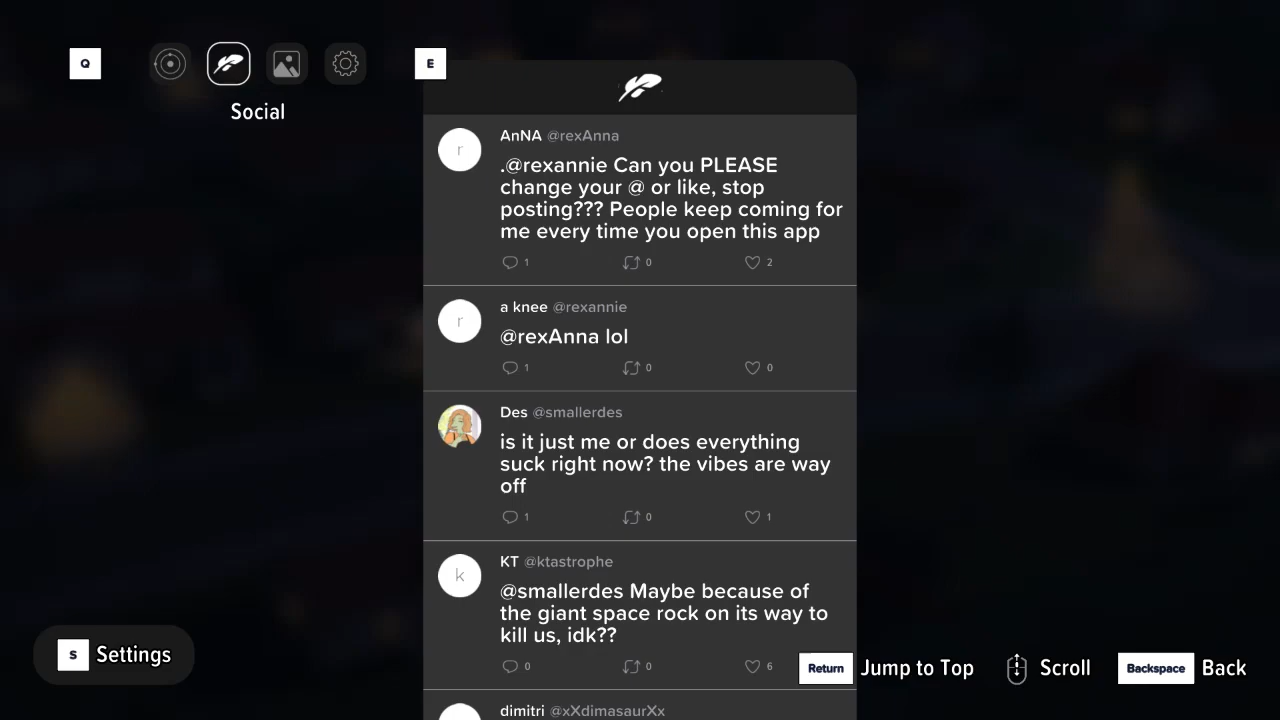 Q
E
Social
AnNA @rexAnna
.@rexannie Can you PLEASE
change your @ or like, stop
posting??? People keep coming for
me every time you open this app
1 0 2
r
a knee @rexannie
r
@rexAnna lol
1 0 0
Des @smallerdes
is it just me or does everything
suck right now? the vibes are way
off
1 0 1
KT @ktastrophe
k
@smallerdes Maybe because of
the giant space rock on its way to
kill us, idk??
0 0 6
dimitri @xXdimasaurXx
S Settings
Return Jump to Top
Scroll
Backspace Back